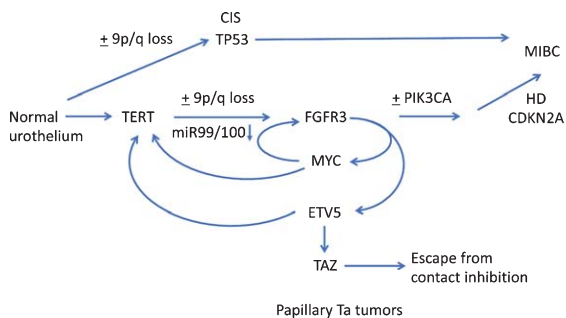 CIS
± 9p/q loss
TP53
MIBC
± 9p/q loss
± PIK3CA
HD
CDKN2A
Normal
urothelium
TERT
FGFR3
miR99/100
MYC
ETV5
TAZ
Escape from
contact inhibition
Papillary Ta tumors